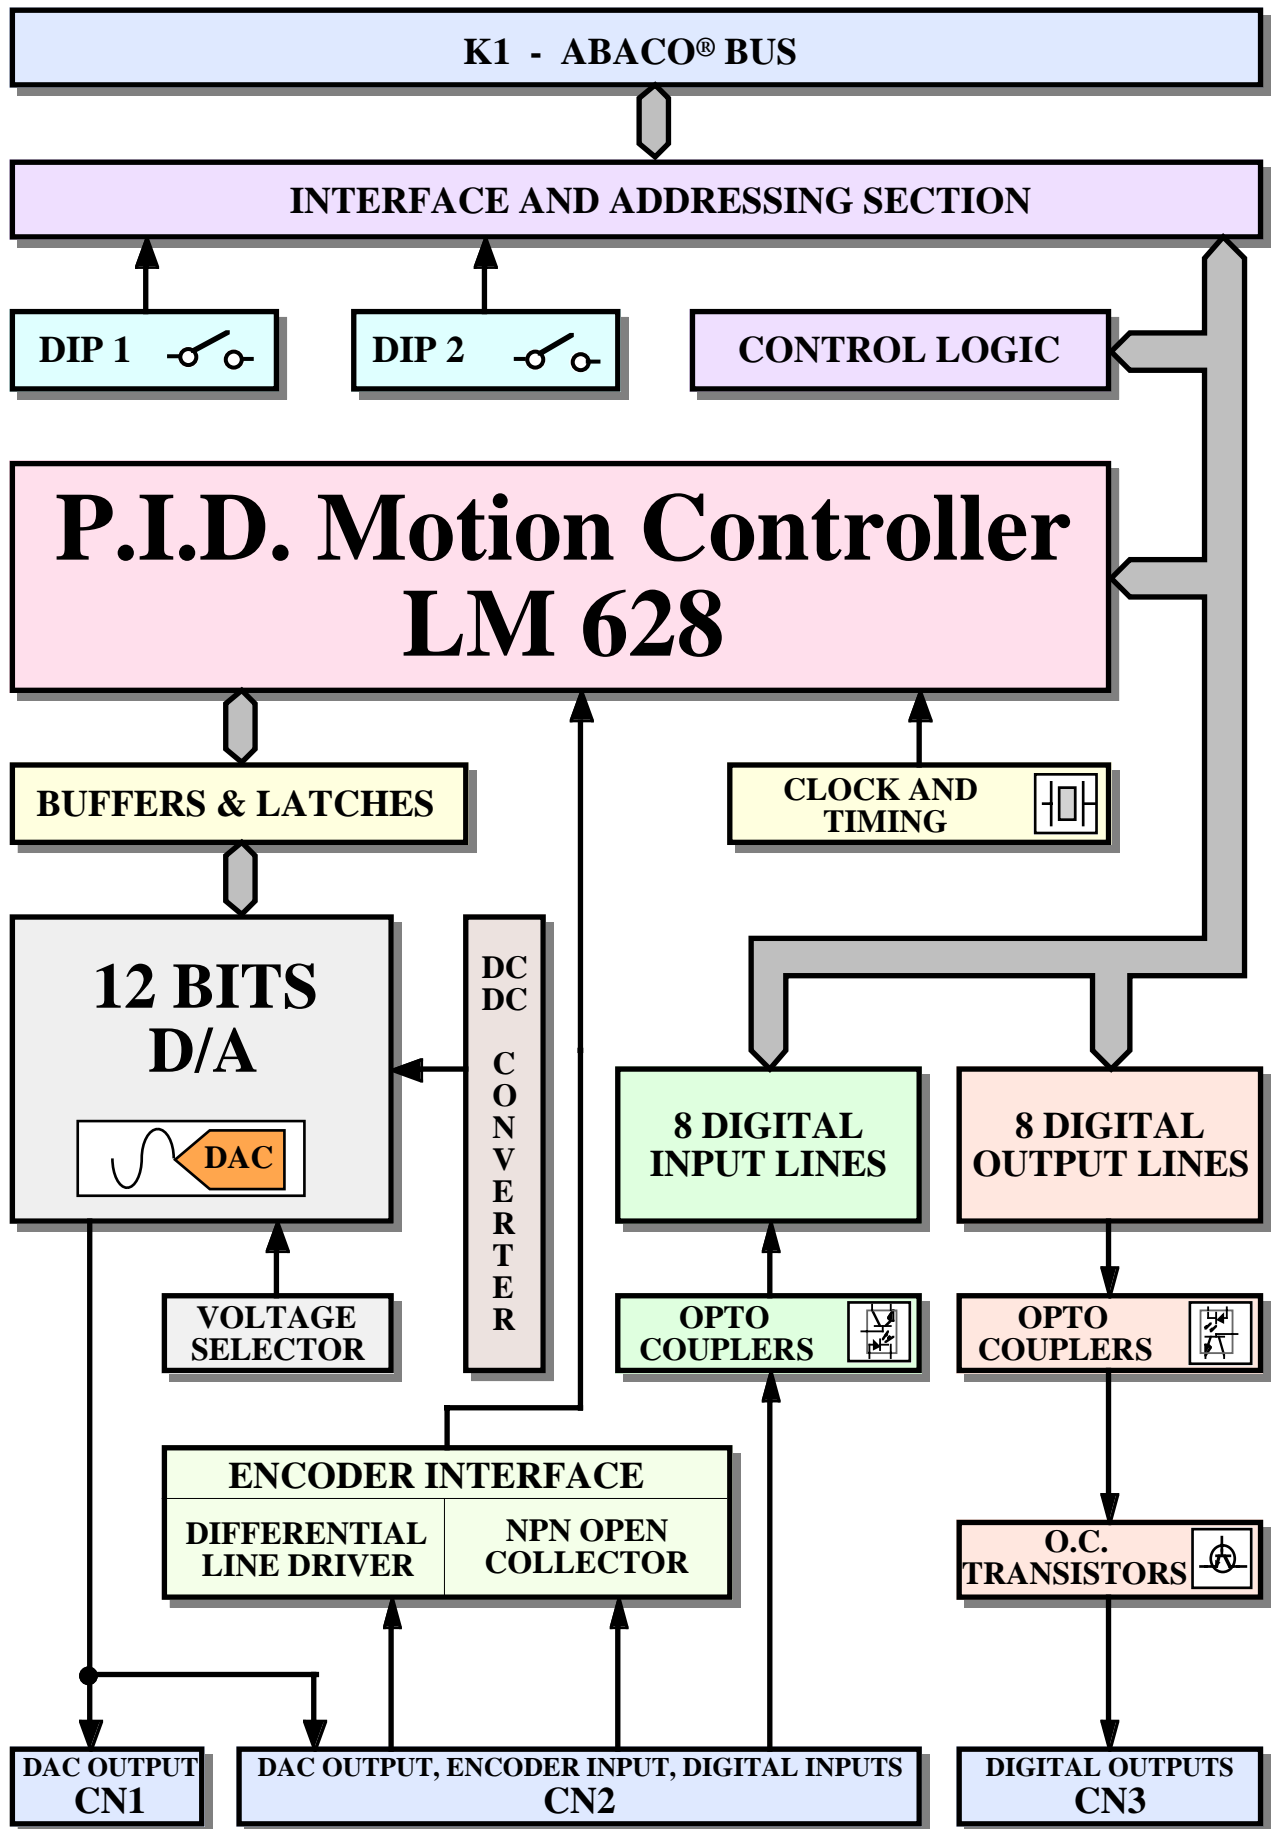 K1 - ABACO® BUS
INTERFACE AND ADDRESSING SECTION
DIP 1
DIP 2
CONTROL LOGIC
P.I.D. Motion Controller
LM 628
BUFFERS & LATCHES
CLOCK AND
TIMING
12 BITS
D/A
DAC
DC
DC
C
O
N
V
E
R
T
E
R
8 DIGITAL
INPUT LINES
8 DIGITAL
OUTPUT LINES
VOLTAGE
SELECTOR
OPTO
COUPLERS
OPTO
COUPLERS
ENCODER INTERFACE
DIFFERENTIAL
LINE DRIVER
NPN OPEN
COLLECTOR
O.C.
TRANSISTORS
DAC OUTPUT
CN1
DAC OUTPUT, ENCODER INPUT, DIGITAL INPUTS
CN2
DIGITAL OUTPUTS
CN3